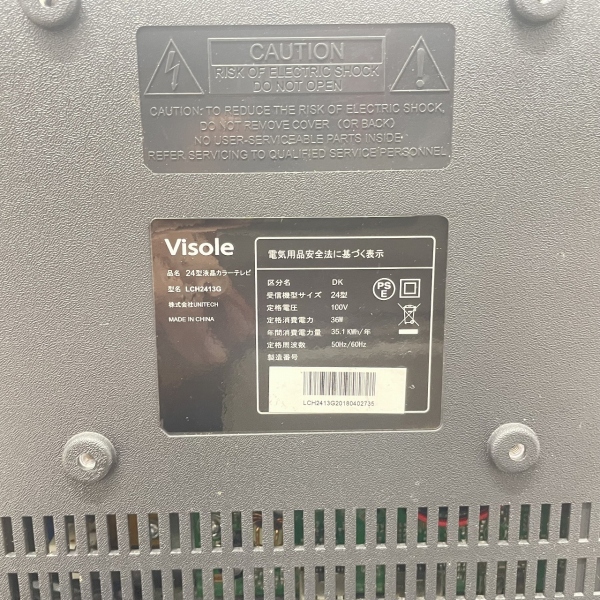 CAUTION
RISK OF ELECTRIC SHOCK
DO NOT OPEN
CAUTION: TO REDUCE THE RISK OF ELECTRIC SHOCK,
DO NOT REMOVE COVER (OR BACK)
NO USER-SERVICEABLE PARTS INSIDE
REFER SERVICING TO QUALIFIED SERVICE PERSONNEL
Visole
品名 24型液晶カラーテレビ
型名 LCH2413G
株式会社UNITECH
MADE IN CHINA
電気用品安全法に基づく表示
区分名 DK
受信機型サイズ 24型
定格電圧 100V
定格消費電力 36W
年間消費電力量 35.1 KWh/年
定格周波数 50Hz/60Hz
製造番号
PS
E
LCH2413G20180402735